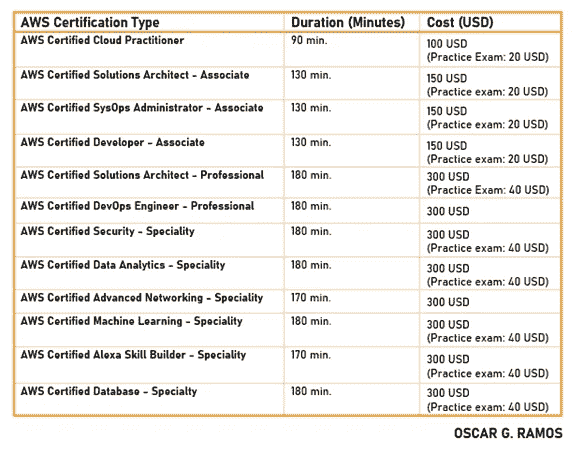 AWS Certification Type Duration (Minutes) Cost (USD)
AWS Certified Cloud Practitioner 90 min. 100 USD
(Practice Exam: 20 USD)
AWS Certified Solutions Architect - Associate 130 min. 150 USD
(Practice exam: 20 USD)
AWS Certified SysOps Administrator - Associate 130 min. 150 USD
(Practice exam: 20 USD)
AWS Certified Developer - Associate 130 min. 150 USD
(Practice exam: 20 USD)
AWS Certified Solutions Architect - Professional 180 min. 300 USD
(Practice Exam: 40 USD)
AWS Certified DevOps Engineer - Professional 180 min. 300 USD
AWS Certified Security - Speciality 180 min. 300 USD
(Practice exam: 40 USD)
AWS Certified Data Analytics - Speciality 180 min. 300 USD
(Practice exam: 40 USD)
AWS Certified Advanced Networking - Speciality 170 min. 300 USD
AWS Certified Machine Learning - Speciality 180 min. 300 USD
(Practice exam: 40 USD)
AWS Certified Alexa Skill Builder - Speciality 170 min. 300 USD
(Practice exam: 40 USD)
AWS Certified Database - Specialty 180 min. 300 USD
(Practice exam: 40 USD)
OSCAR G. RAMOS